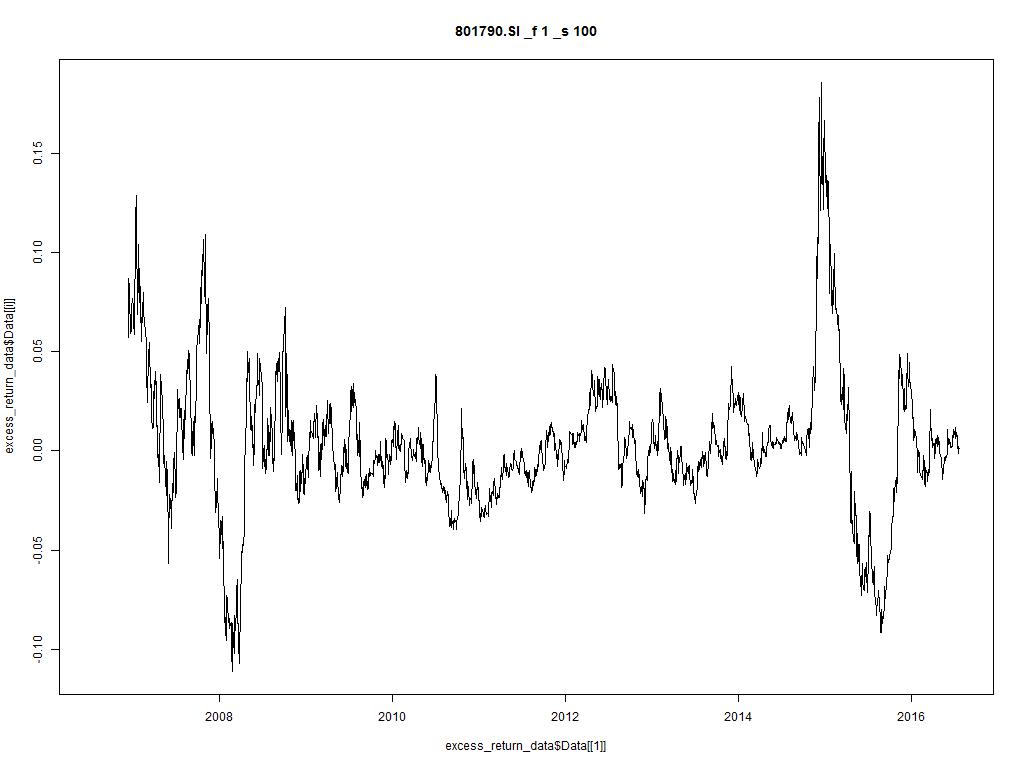 801790.SI _f 1 _s 100
excess_return_data$Data[[i]]
0.15
0.10
0.05
0.00
-0.05
-0.10
2008 2010 2012 2014 2016
excess_return_data$Data[[1]]